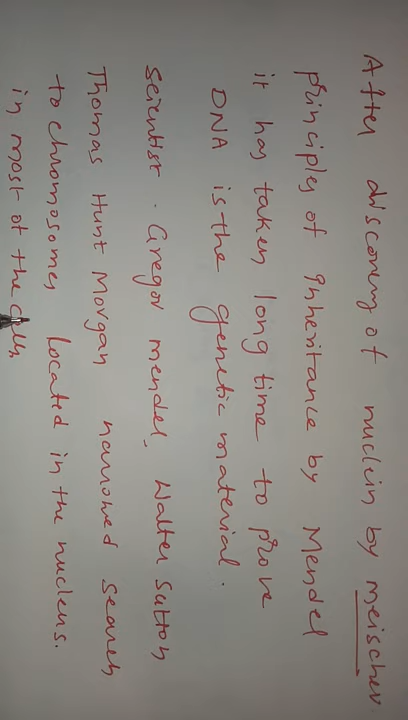 After discovery of nuclein by meischer
principles of inheritance by Mendel
it has taken long time to prove
DNA is the genetic material.
Scientist. Gregor mendel, Walter Sutton
Thomas Hunt Morgan narrowed search
to chromosomes located in the nucleus.
in most of the cells